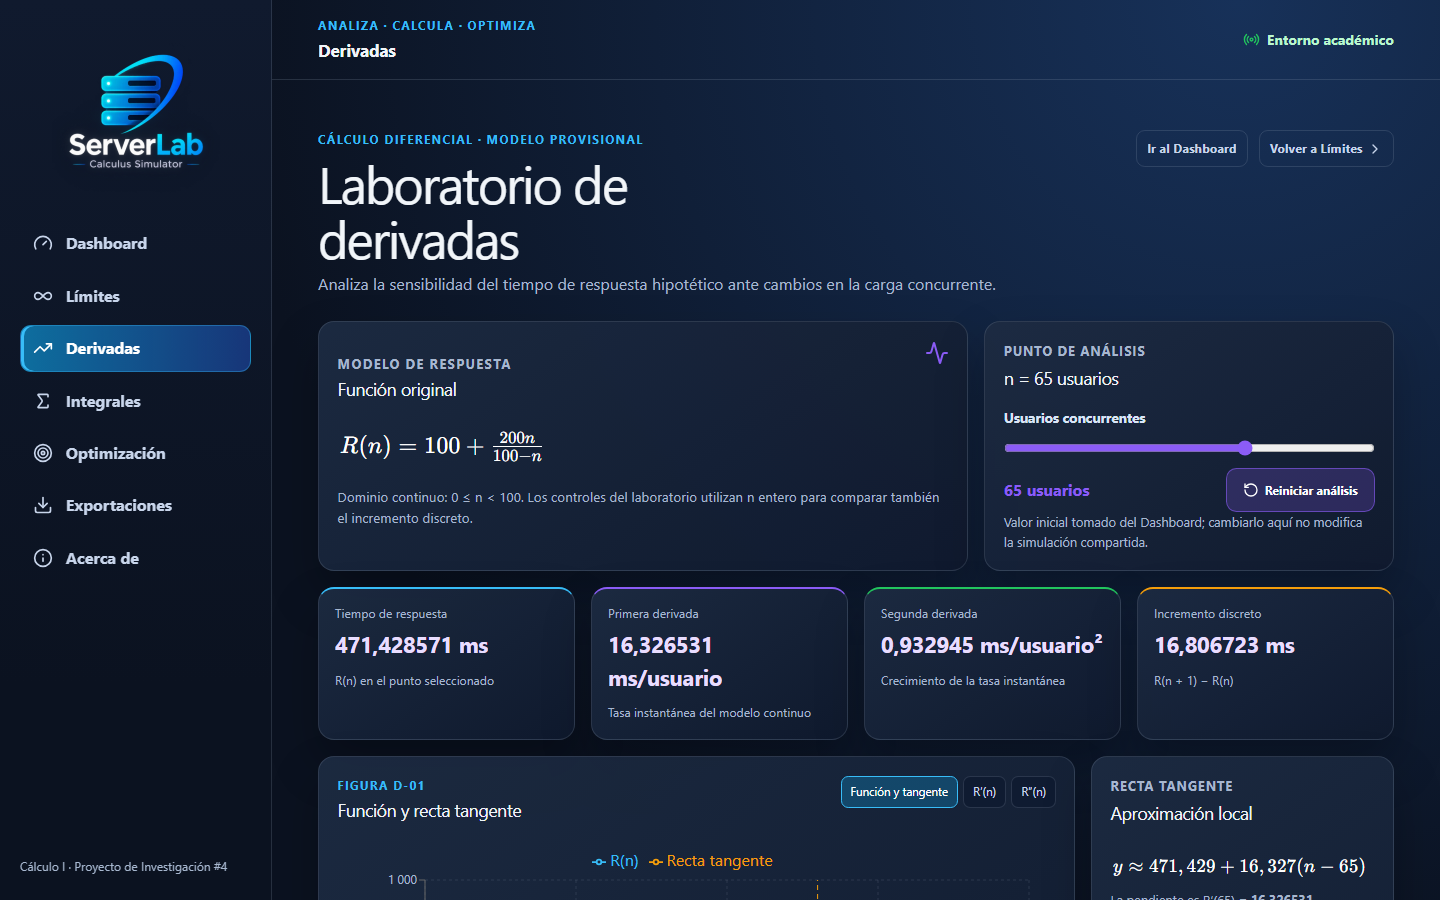 ServerLab
Calculus Simulator
Dashboard
Límites
Derivadas
Integrales
Optimización
Exportaciones
Acerca de
Cálculo I · Proyecto de Investigación #4
ANALIZA · CALCULA · OPTIMIZA
Derivadas
Entorno académico
CÁLCULO DIFERENCIAL · MODELO PROVISIONAL
Laboratorio de
derivadas
Analiza la sensibilidad del tiempo de respuesta hipotético ante cambios en la carga concurrente.
Ir al Dashboard
Volver a Límites
MODELO DE RESPUESTA
Función original
R(n) = 100 + 200n/(100−n)
Dominio continuo: 0 ≤ n < 100. Los controles del laboratorio utilizan n entero para comparar también
el incremento discreto.
PUNTO DE ANÁLISIS
n = 65 usuarios
Usuarios concurrentes
65 usuarios
Reiniciar análisis
Valor inicial tomado del Dashboard; cambiarlo aquí no modifica
la simulación compartida.
Tiempo de respuesta
471,428571 ms
R(n) en el punto seleccionado
Primera derivada
16,326531
ms/usuario
Tasa instantánea del modelo continuo
Segunda derivada
0,932945 ms/usuario²
Crecimiento de la tasa instantánea
Incremento discreto
16,806723 ms
R(n + 1) − R(n)
FIGURA D-01
Función y recta tangente
Función y tangente
R'(n)
R''(n)
R(n)
Recta tangente
1 000
RECTA TANGENTE
Aproximación local
y ≈ 471,429 + 16,327(n − 65)
La pendiente es R'(65) = 16,326531